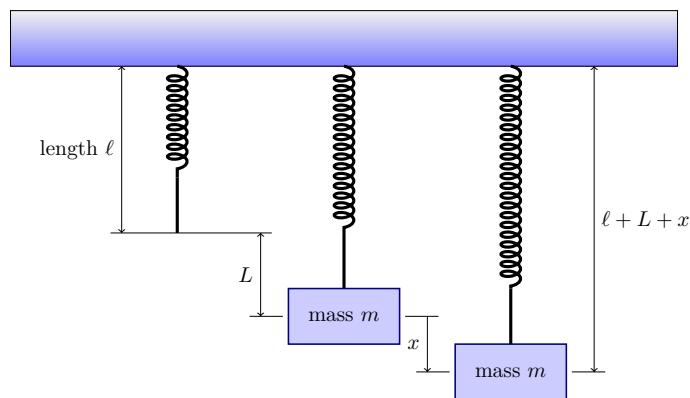 length ℓ
ℓ + L + x
L
mass m
x
mass m